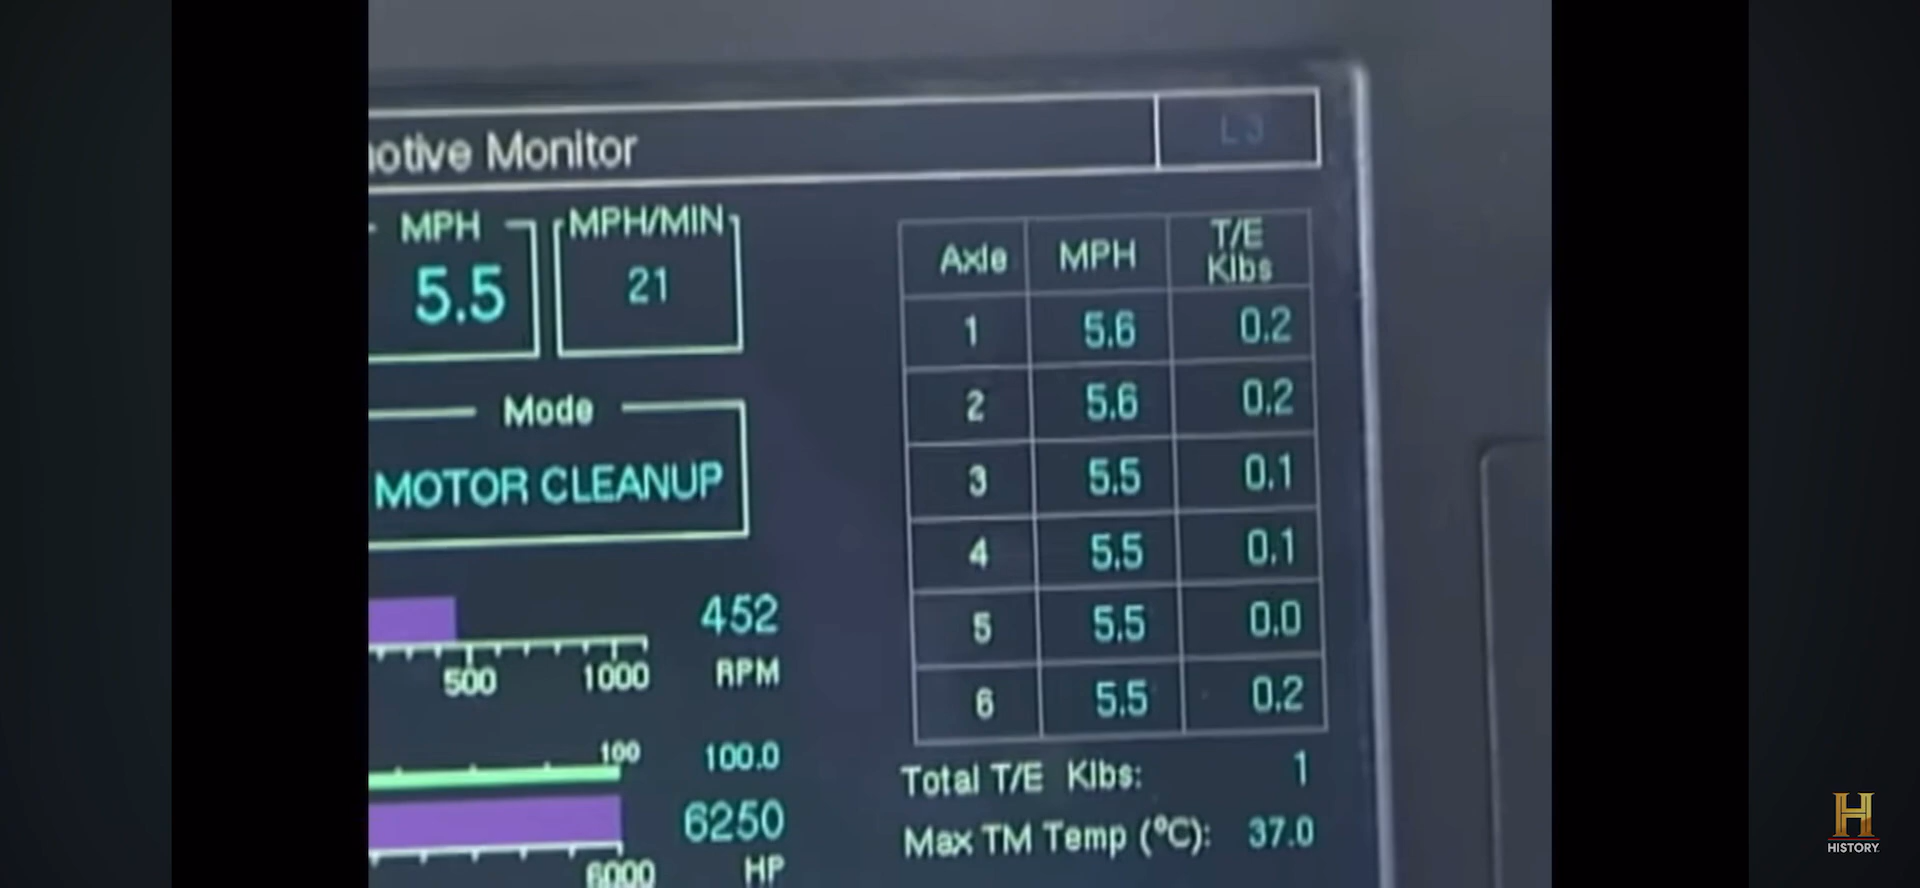 otive Monitor
L3
MPH
MPH/MIN
5.5
21
Mode
MOTOR CLEANUP
452
500
1000
RPM
100
100.0
6250
6000
HP
Axle MPH T/E Klbs
1 5.6 0.2
2 5.6 0.2
3 5.5 0.1
4 5.5 0.1
5 5.5 0.0
6 5.5 0.2
Total T/E Klbs: 1
Max TM Temp (ºC): 37.0
H
HISTORY